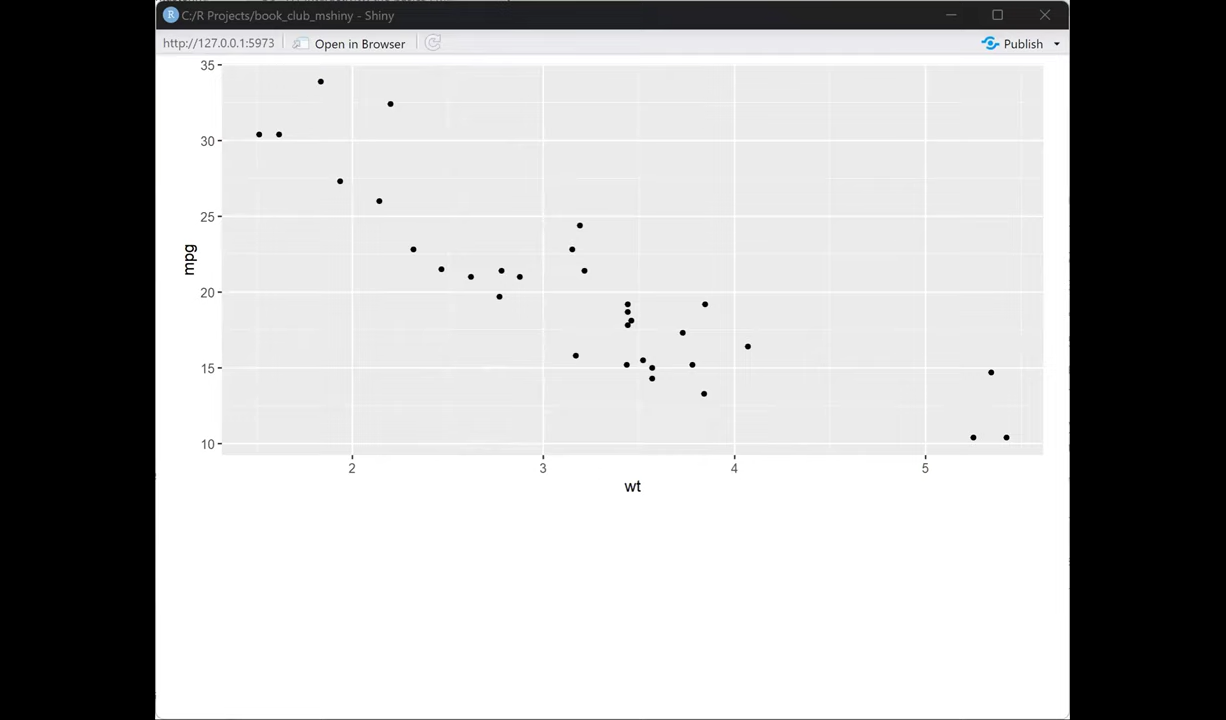 R C:/R Projects/book_club_mshiny - Shiny
http://127.0.0.1:5973 Open in Browser Publish
35
30
25
20
15
10
mpg
2 3 4 5
wt